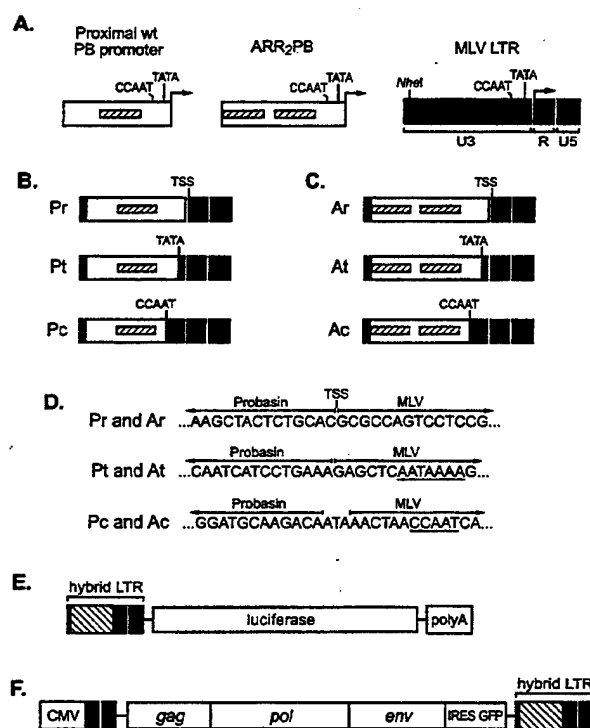 A.
Proximal wt
PB promoter
ARR2PB
MLV LTR
CCAAT TATA
CCAAT TATA
NheI CCAAT TATA
U3 R U5
B.
C.
Pr TSS
Ar TSS
Pt TATA
At TATA
Pc CCAAT
Ac CCAAT
D.
Probasin TSS MLV
Pr and Ar ...AAGCTACTCTGCACGCGCCAGTCCTCCG...
Probasin MLV
Pt and At ...CAATCATCCTGAAAGAGCTCAATAAAAG...
Probasin MLV
Pc and Ac ...GGATGCAAGACAATAAACTAACCAATCA...
E.
hybrid LTR
luciferase polyA
F.
hybrid LTR
CMV gag pol env IRES GFP